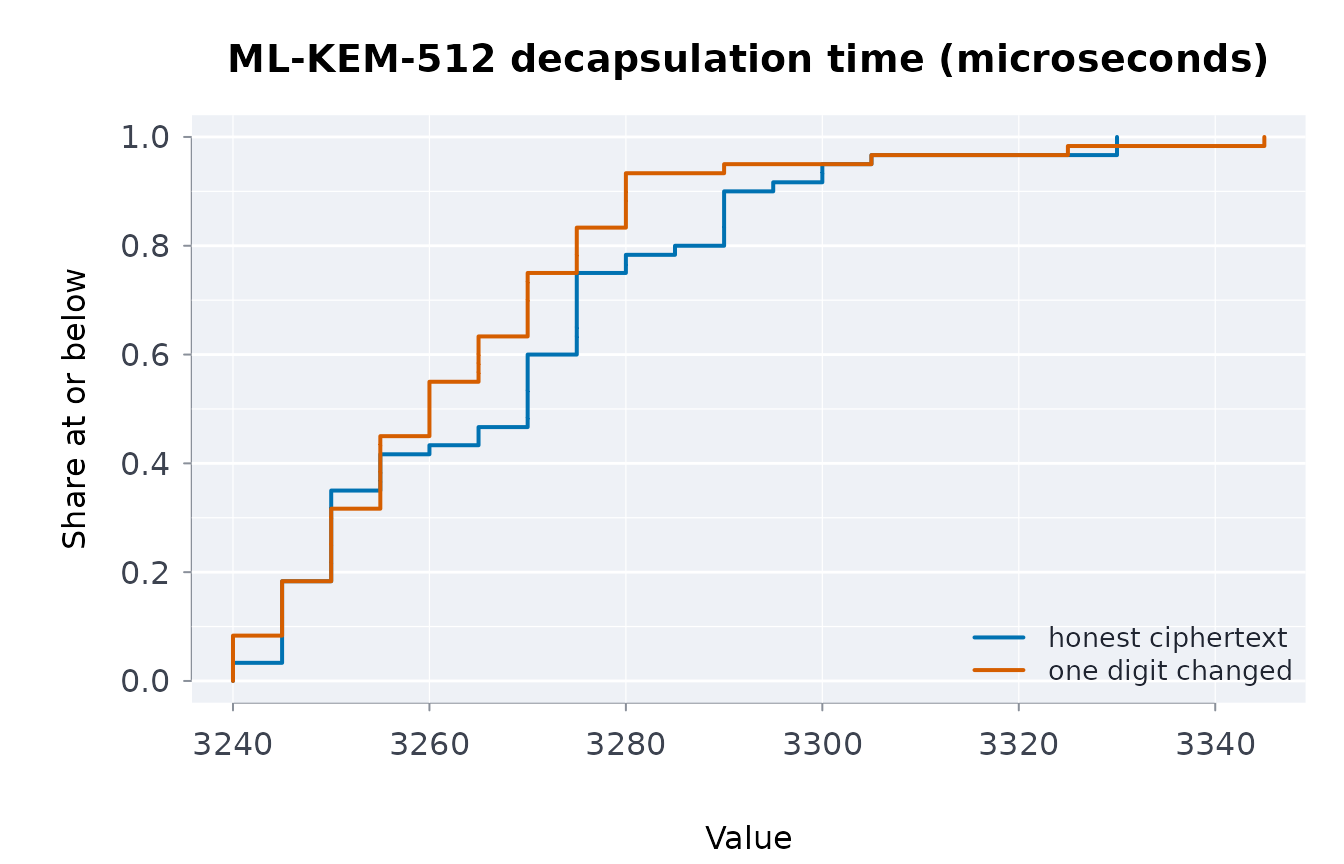 ML-KEM-512 decapsulation time (microseconds)
1.0
0.8
0.6
0.4
0.2
0.0
Share at or below
honest ciphertext
one digit changed
3240 3260 3280 3300 3320 3340
Value